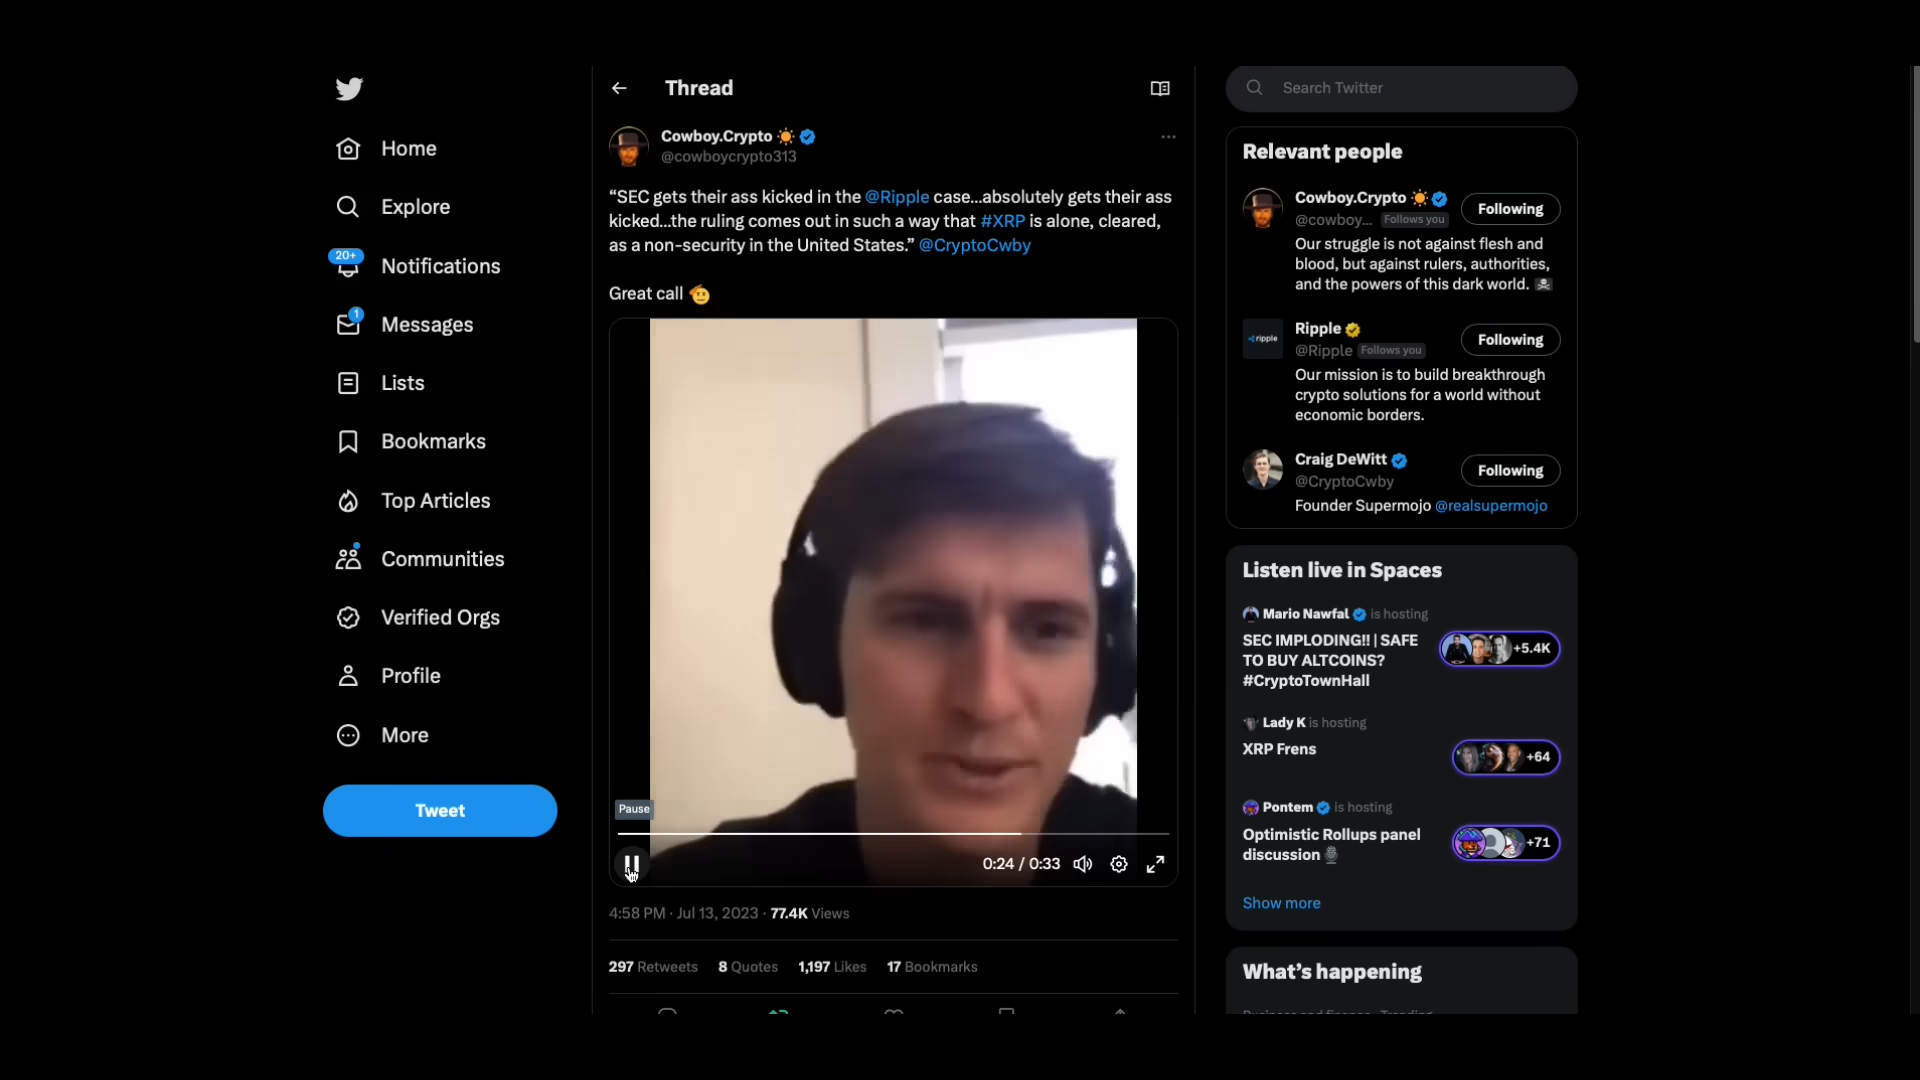 Thread
Search Twitter
Home
Explore
20+
Notifications
1
Messages
Lists
Bookmarks
Top Articles
Communities
Verified Orgs
Profile
More
Tweet
Cowboy.Crypto
@cowboycrypto313
“SEC gets their ass kicked in the @Ripple case...absolutely gets their ass
kicked...the ruling comes out in such a way that #XRP is alone, cleared,
as a non-security in the United States.” @CryptoCwby
Great call
Pause
0:24 / 0:33
4:58 PM · Jul 13, 2023 · 77.4K Views
297 Retweets 8 Quotes 1,197 Likes 17 Bookmarks
Relevant people
Cowboy.Crypto
@cowboy... Follows you
Following
Our struggle is not against flesh and
blood, but against rulers, authorities,
and the powers of this dark world.
ripple
Ripple
@Ripple Follows you
Following
Our mission is to build breakthrough
crypto solutions for a world without
economic borders.
Craig DeWitt
@CryptoCwby
Following
Founder Supermojo @realsupermojo
Listen live in Spaces
Mario Nawfal is hosting
SEC IMPLODING!! | SAFE
TO BUY ALTCOINS?
#CryptoTownHall
+5.4K
Lady K is hosting
XRP Frens
+64
Pontem is hosting
Optimistic Rollups panel
discussion
+71
Show more
What’s happening